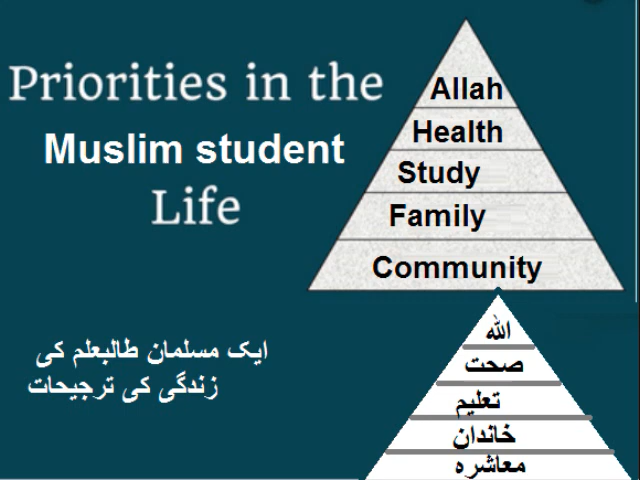 Priorities in the
Muslim student
Life
Allah
Health
Study
Family
Community
ایک مسلمان طالبعلم کی
زندگی کی ترجیحات
اللہ
صحت
تعلیم
خاندان
معاشرہ